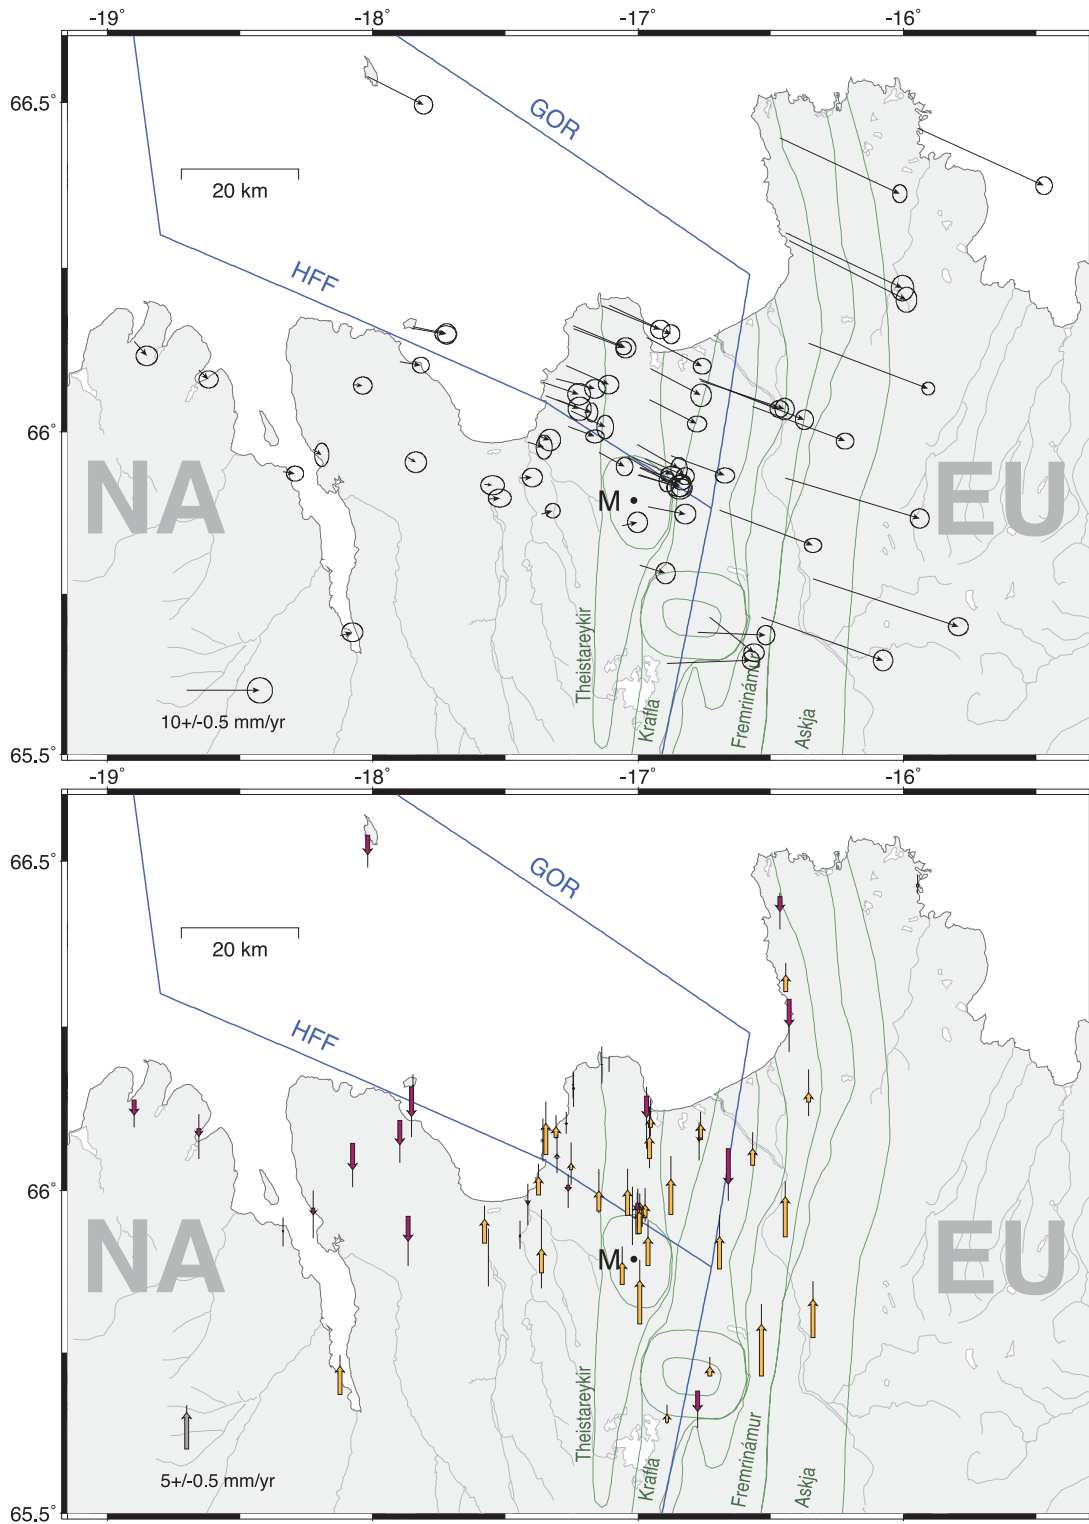 -19° -18° -17° -16°
66.5°
GOR
20 km
HFF
66°
NA
M
EU
Theistareykir
Krafla
Fremrinámur
Askja
10+/-0.5 mm/yr
65.5°
-19° -18° -17° -16°
66.5°
GOR
20 km
HFF
66°
NA
M
EU
Theistareykir
Krafla
Fremrinámur
Askja
5+/-0.5 mm/yr
65.5°